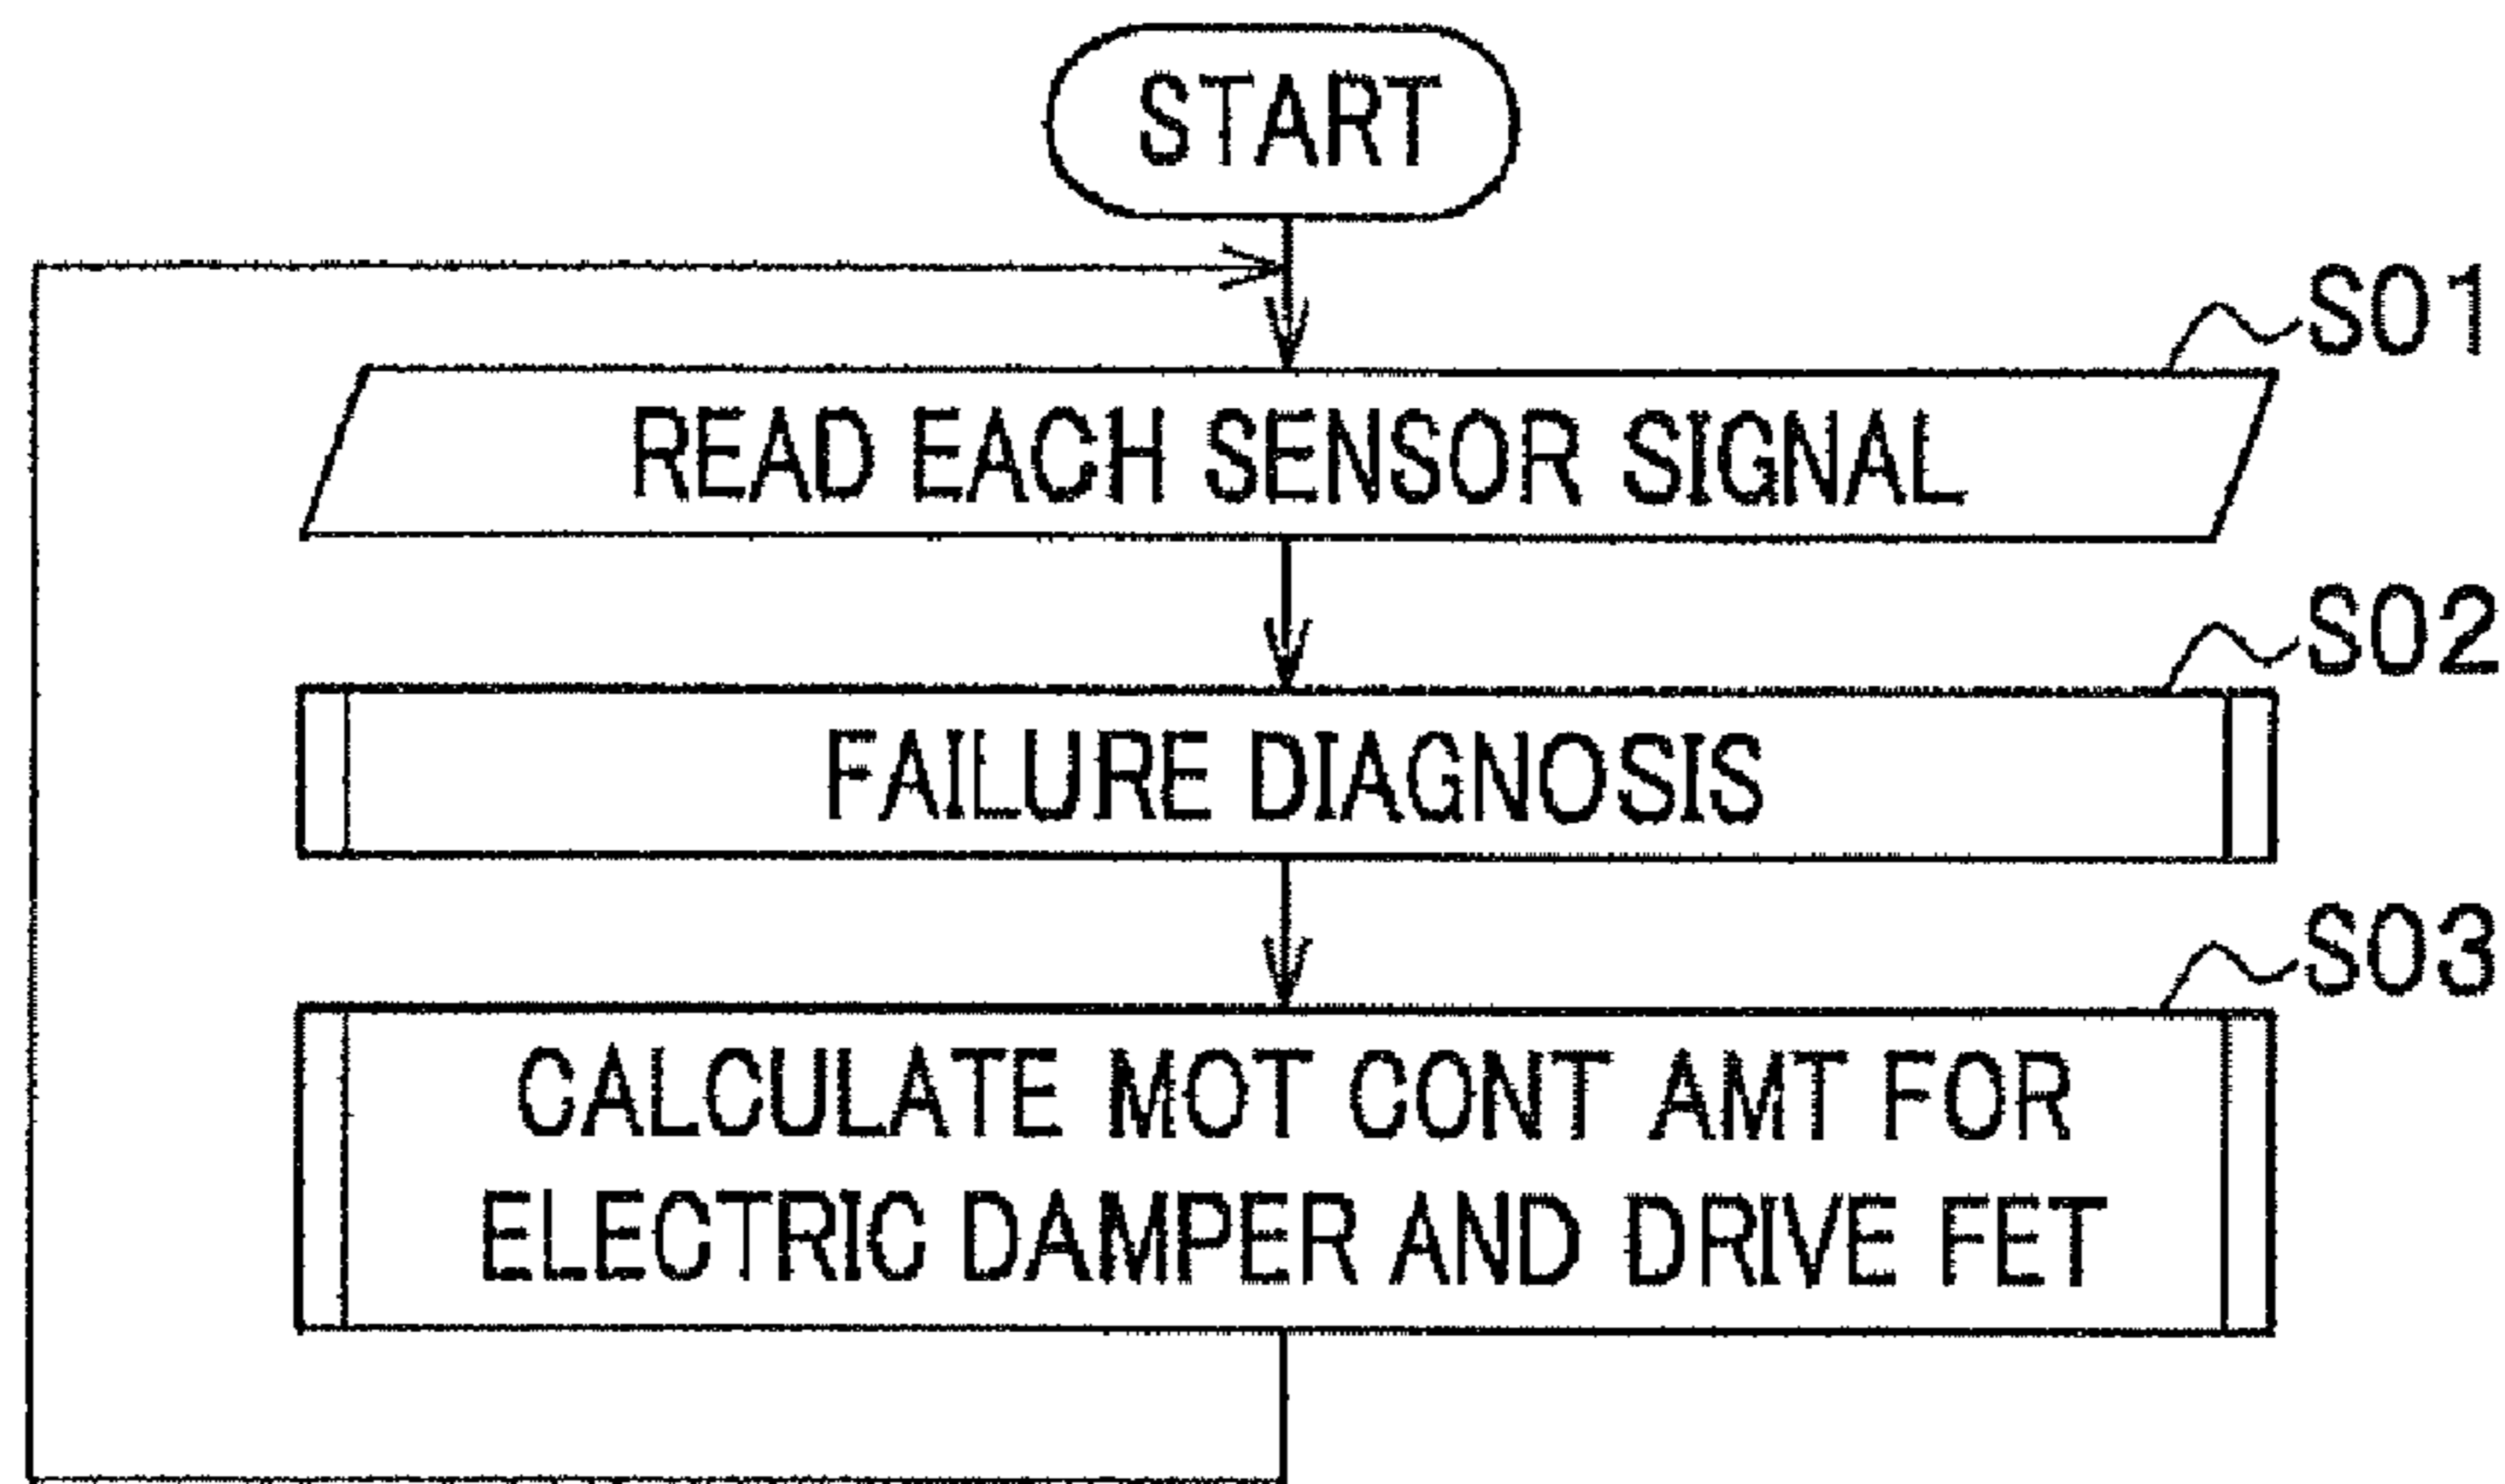 START
S01
READ EACH SENSOR SIGNAL
S02
FAILURE DIAGNOSIS
S03
CALCULATE MOT CONT AMT FOR
ELECTRIC DAMPER AND DRIVE FET